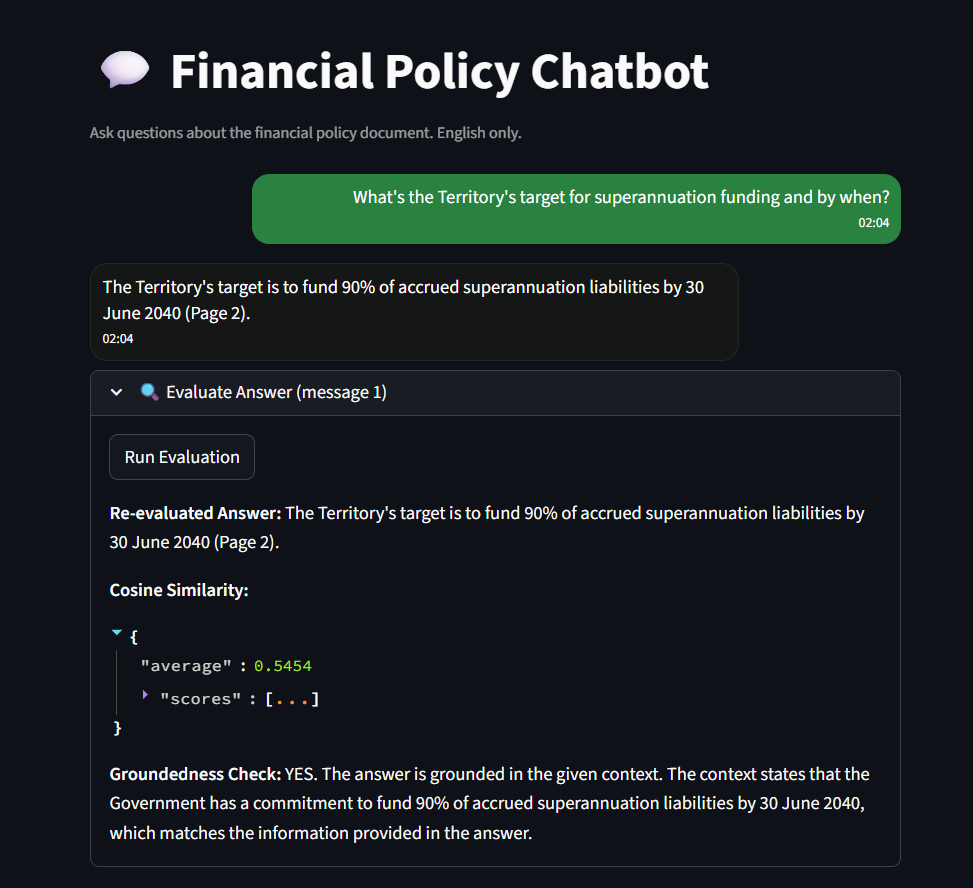 Financial Policy Chatbot
Ask questions about the financial policy document. English only.
What's the Territory's target for superannuation funding and by when?
02:04
The Territory's target is to fund 90% of accrued superannuation liabilities by 30
June 2040 (Page 2).
02:04
Evaluate Answer (message 1)
Run Evaluation
Re-evaluated Answer: The Territory's target is to fund 90% of accrued superannuation liabilities by
30 June 2040 (Page 2).
Cosine Similarity:
{
"average" : 0.5454
"scores" : [...]
}
Groundedness Check: YES. The answer is grounded in the given context. The context states that the
Government has a commitment to fund 90% of accrued superannuation liabilities by 30 June 2040,
which matches the information provided in the answer.